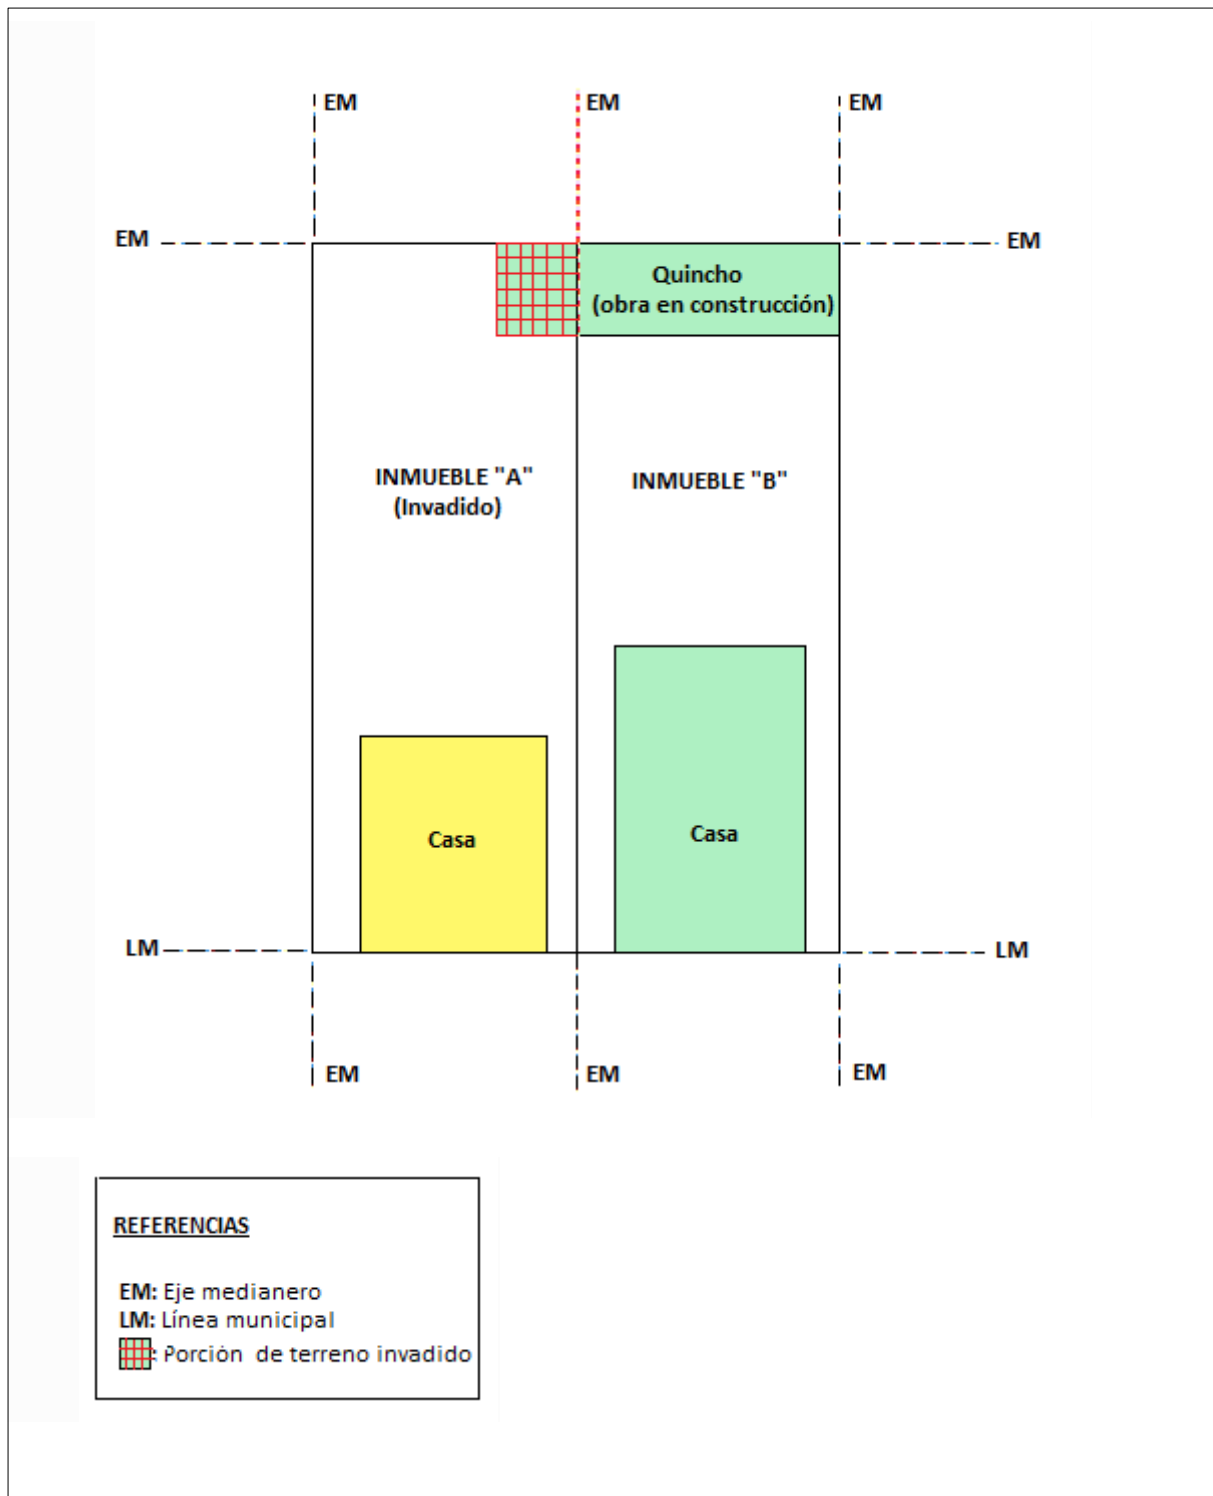 EM EM EM
EM EM
Quincho
(obra en construcción)
INMUEBLE "A" INMUEBLE "B"
(Invadido)
Casa Casa
LM LM
EM EM EM
REFERENCIAS
EM: Eje medianero
LM: Línea municipal
: Porción de terreno invadido